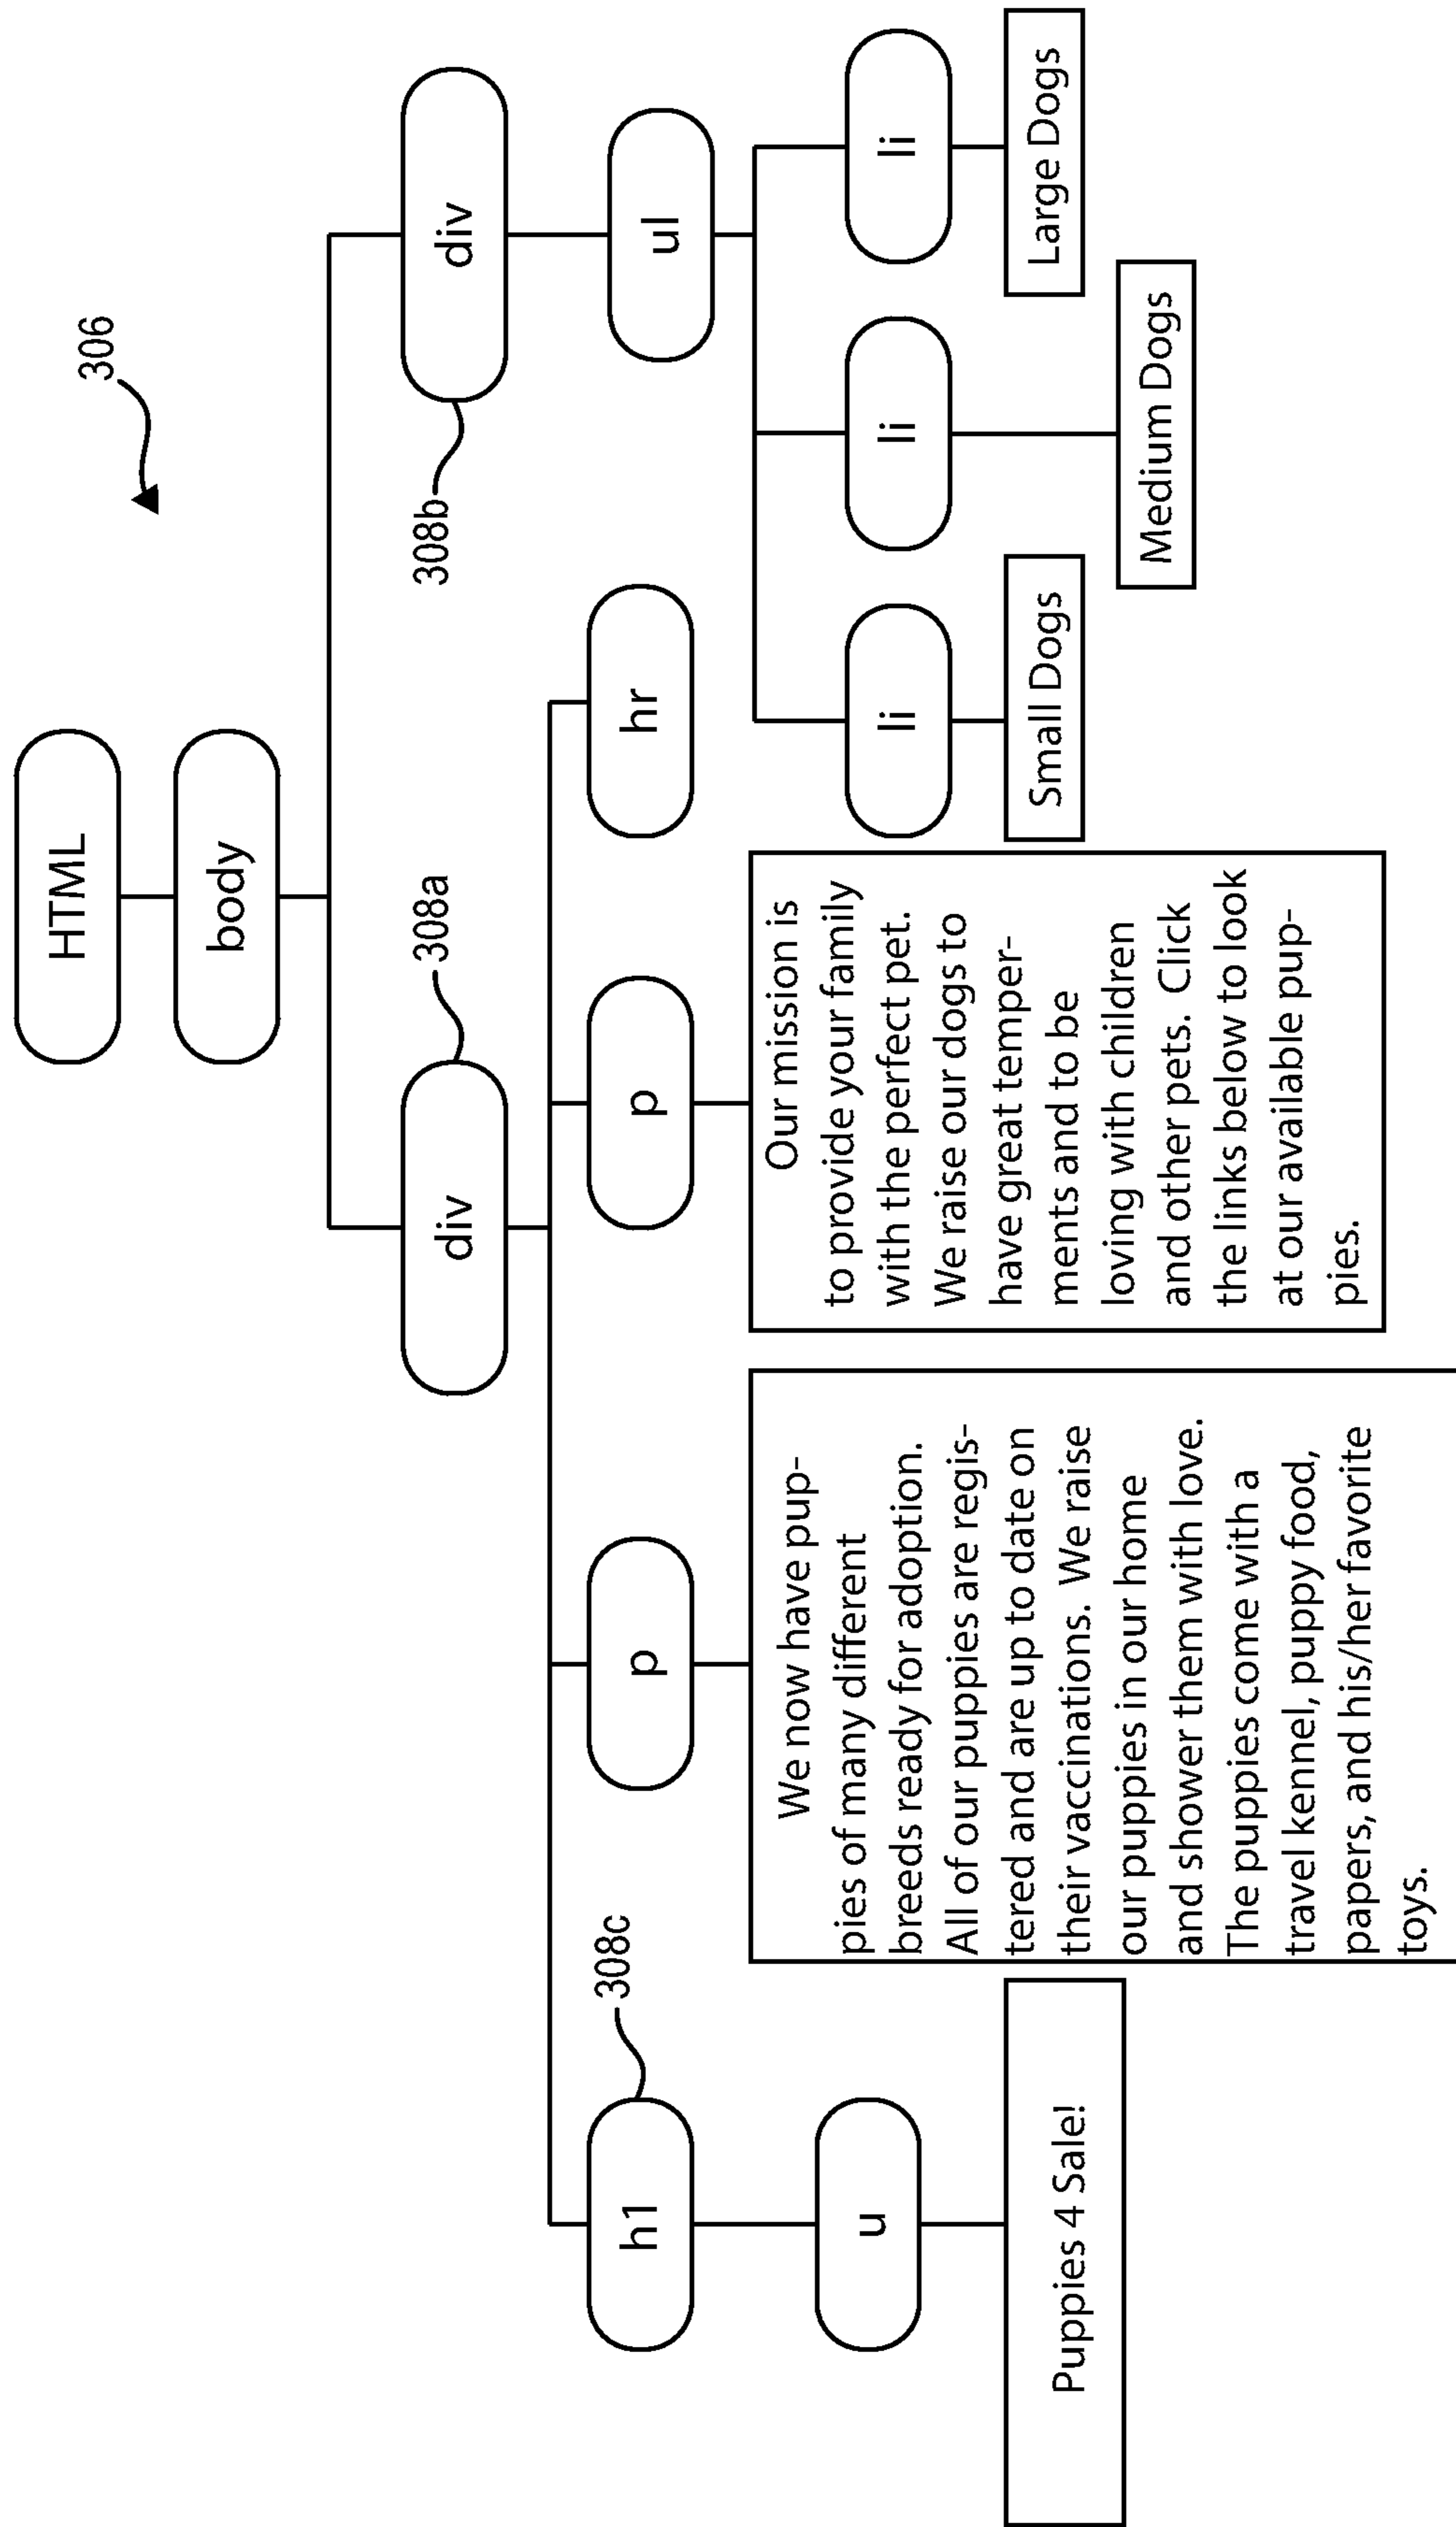 306
HTML
body
308a
308b
div
div
308c
h1
p
p
hr
ul
u
li
li
li
Puppies 4 Sale!
We now have pup-
pies of many different
breeds ready for adoption.
All of our puppies are regis-
tered and are up to date on
their vaccinations. We raise
our puppies in our home
and shower them with love.
The puppies come with a
travel kennel, puppy food,
papers, and his/her favorite
toys.
Our mission is
to provide your family
with the perfect pet.
We raise our dogs to
have great temper-
ments and to be
loving with children
and other pets. Click
the links below to look
at our available pup-
pies.
Small Dogs
Medium Dogs
Large Dogs